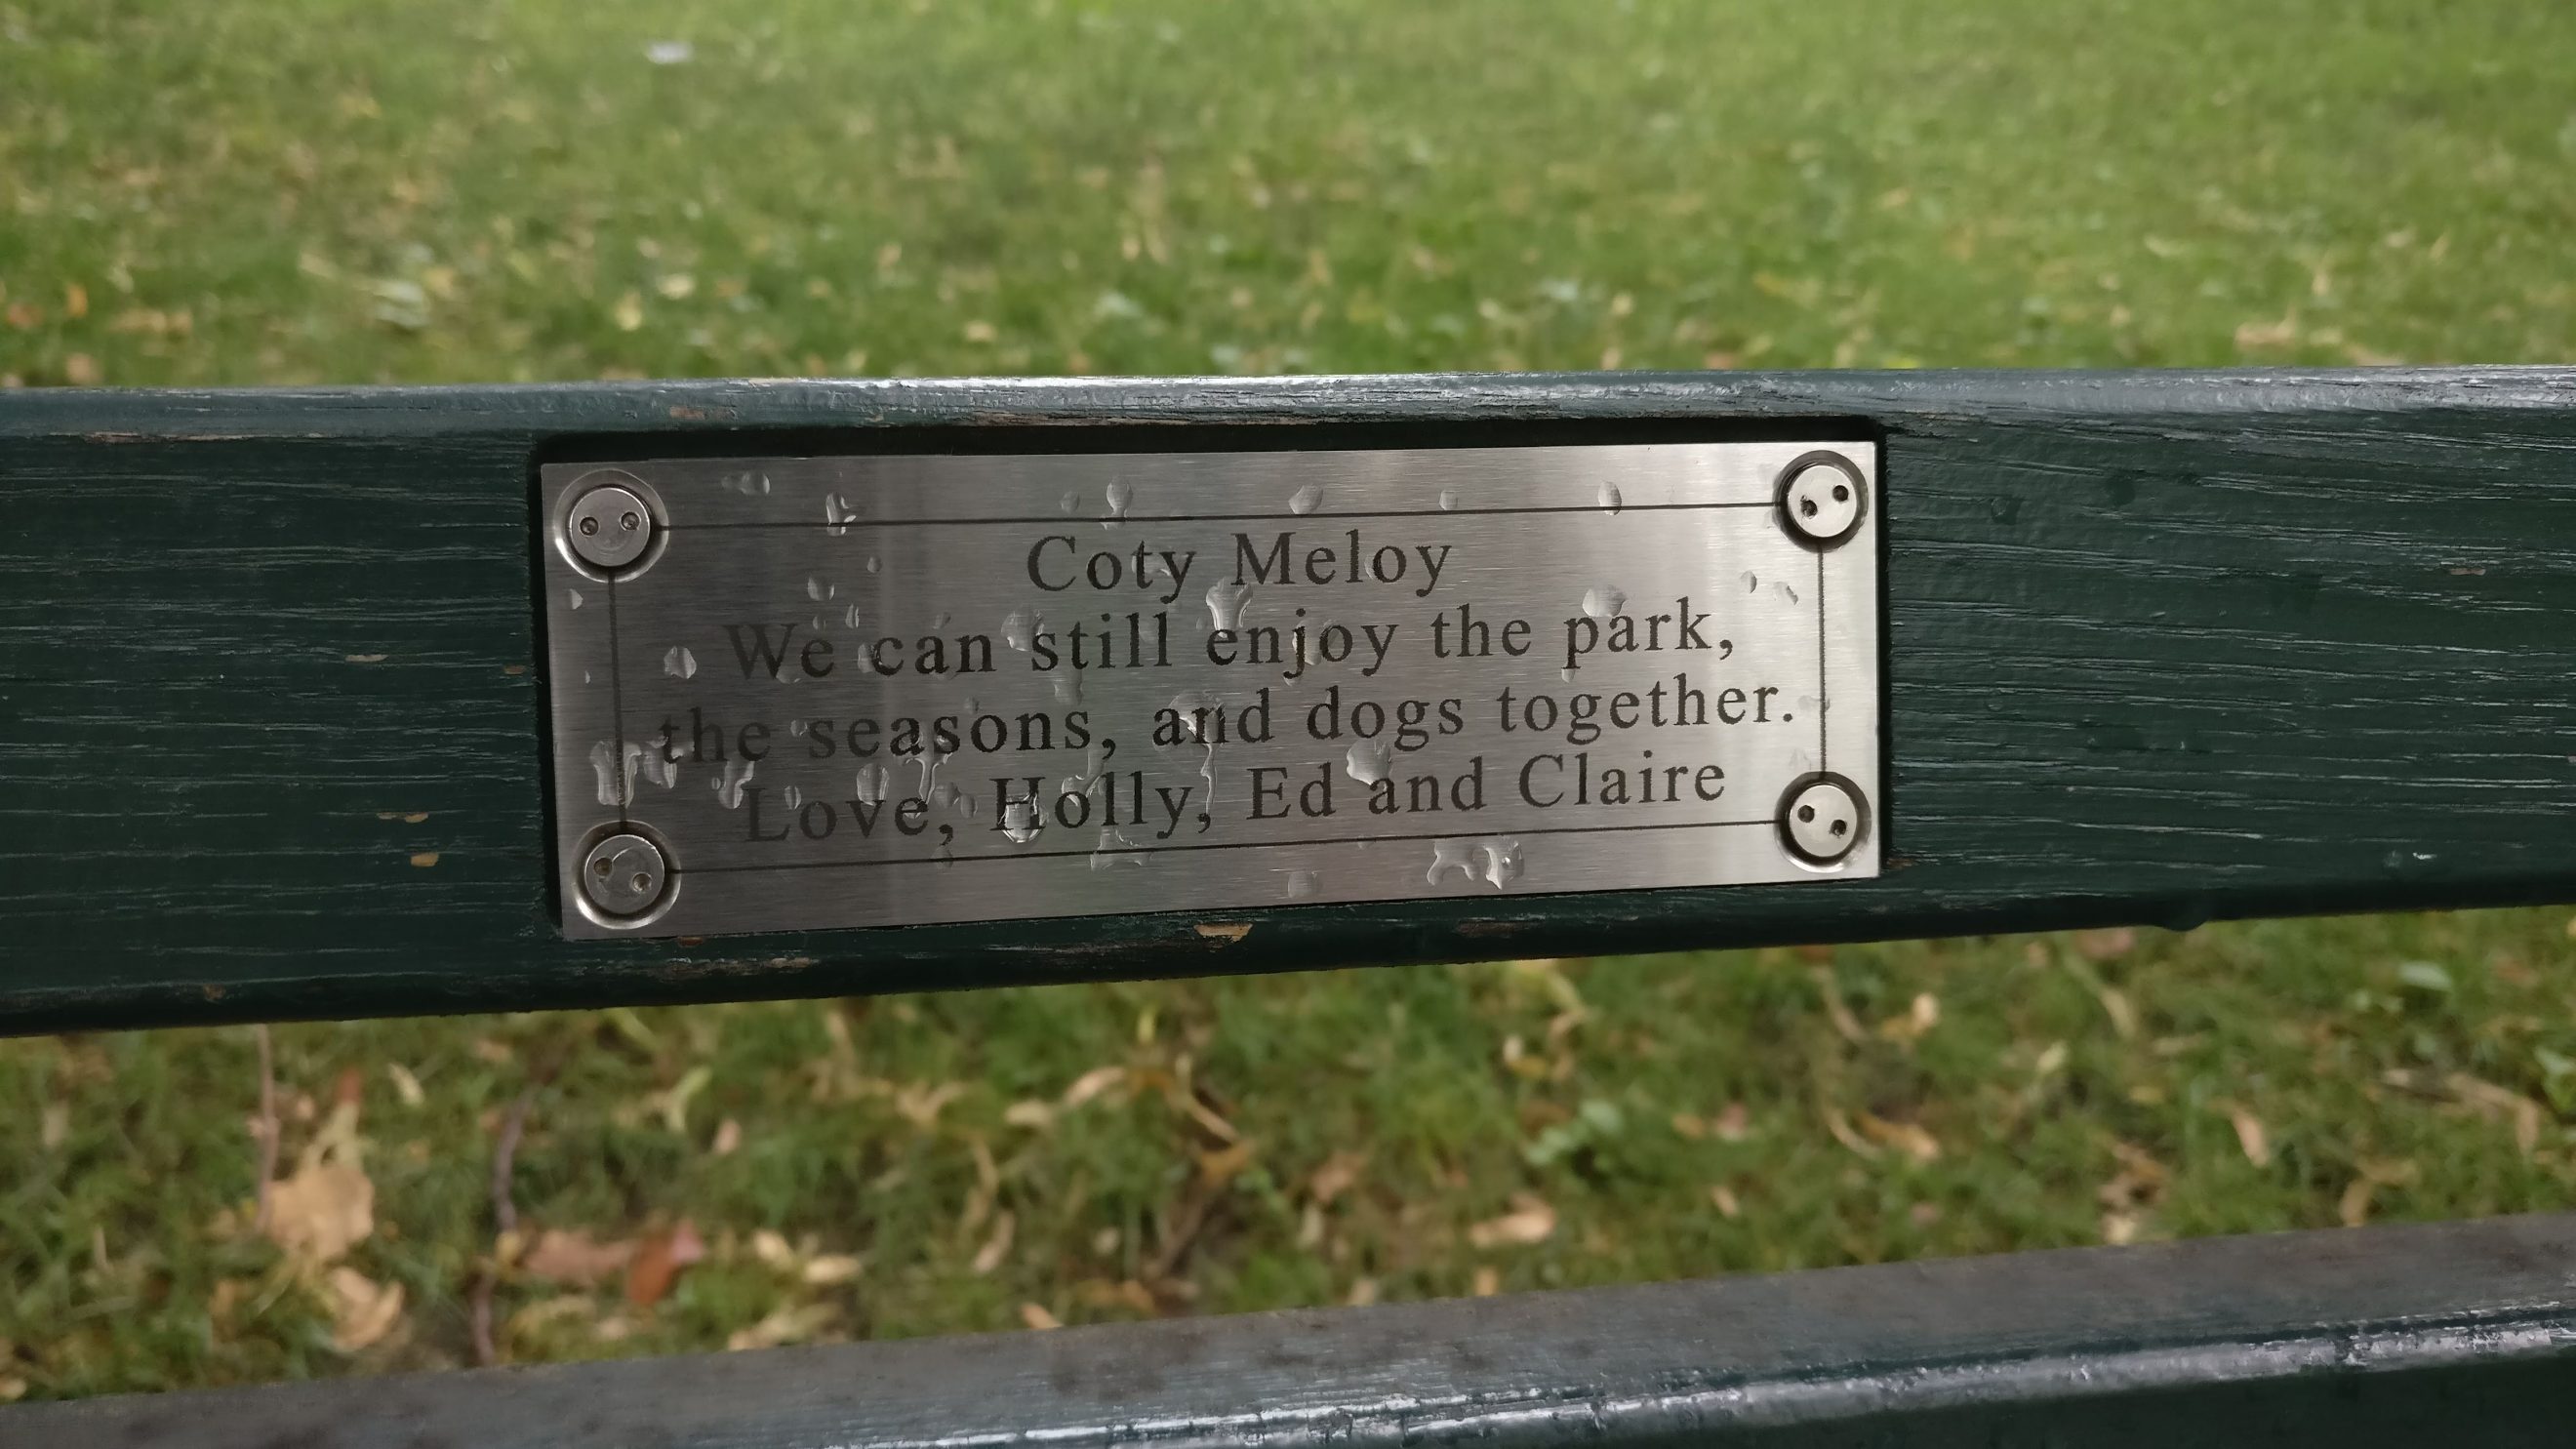 Coty Meloy
We can still enjoy the park,
the seasons, and dogs together.
Love, Holly, Ed and Claire